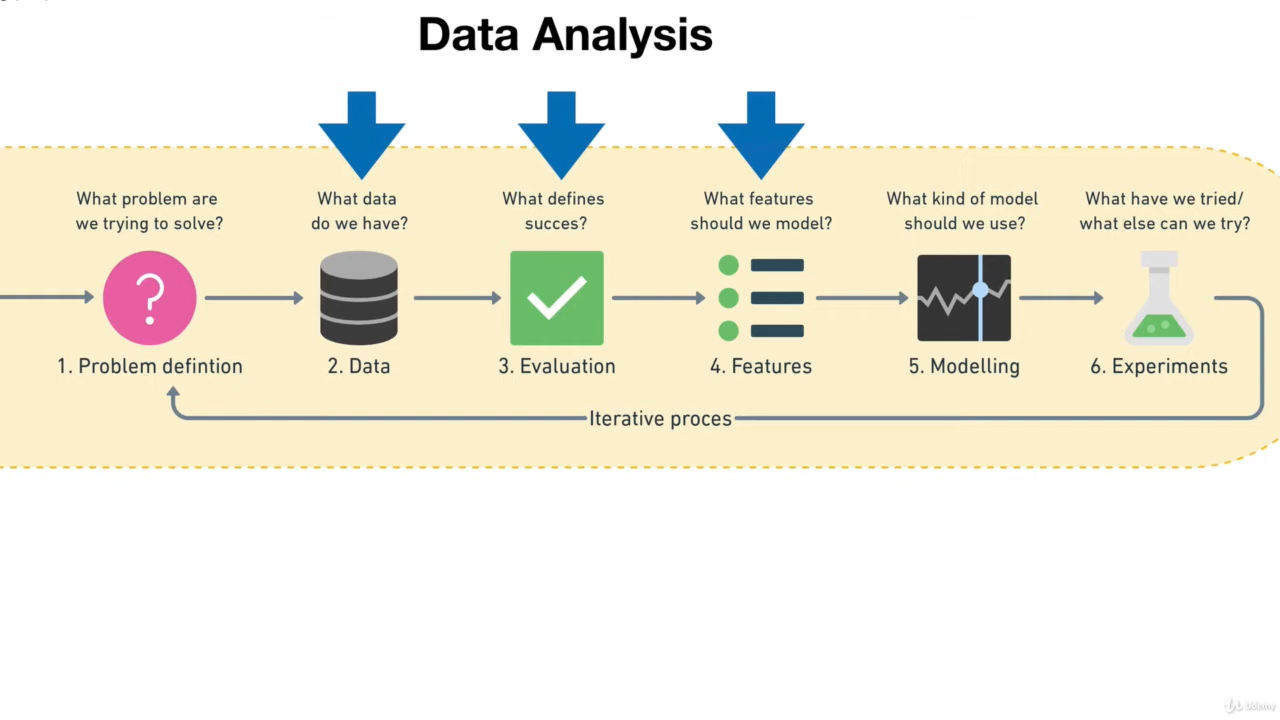 Data Analysis
What problem are
we trying to solve?
What data
do we have?
What defines
succes?
What features
should we model?
What kind of model
should we use?
What have we tried/
what else can we try?
1. Problem defintion
2. Data
3. Evaluation
4. Features
5. Modelling
6. Experiments
Iterative proces
Udemy